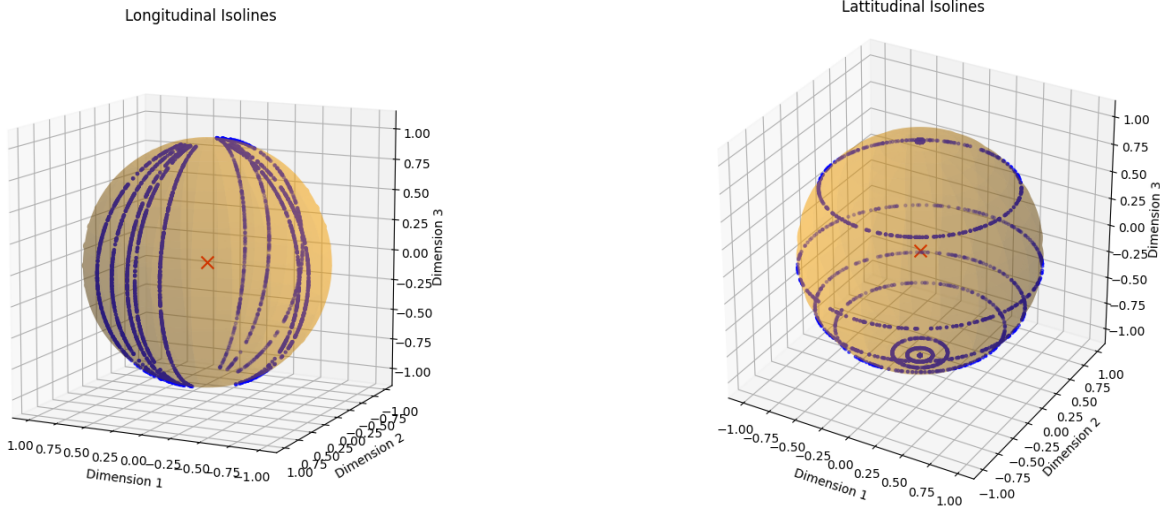 Longitudinal Isolines
1.00
0.75
0.50
0.25
0.00
−0.25
−0.50
−0.75
−1.00
Dimension 3
1.00 0.75 0.50 0.25 0.00 −0.25 −0.50 −0.75 −1.00
Dimension 1
1.00 0.75 0.50 0.25 0.00 −0.25 −0.50 −0.75 −1.00
Dimension 2
Lattitudinal Isolines
1.00
0.75
0.50
0.25
0.00
−0.25
−0.50
−0.75
−1.00
Dimension 3
−1.00 −0.75 −0.50 −0.25 0.00 0.25 0.50 0.75 1.00
Dimension 1
−1.00 −0.75 −0.50 −0.25 0.00 0.25 0.50 0.75 1.00
Dimension 2